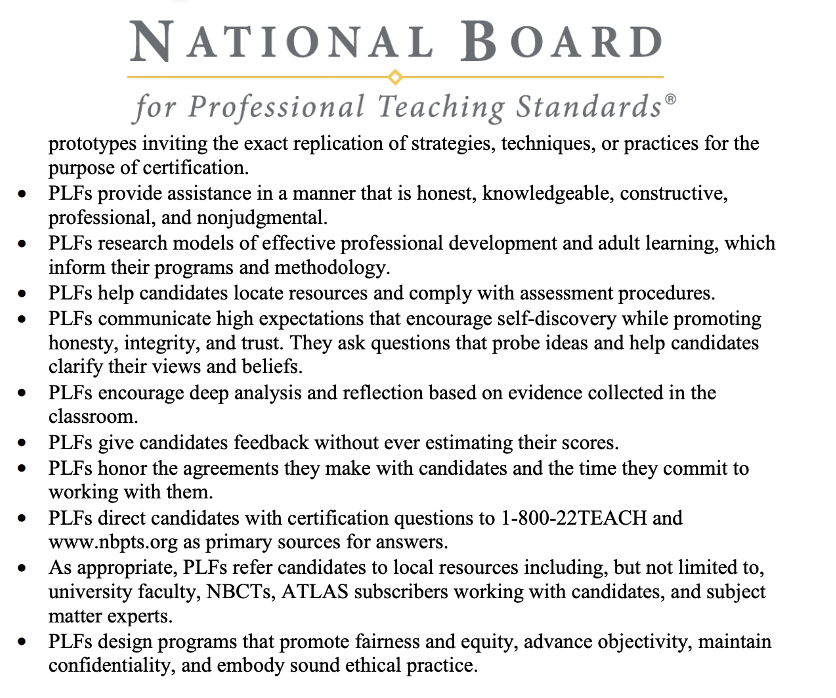 NATIONAL BOARD
for Professional Teaching Standards®
prototypes inviting the exact replication of strategies, techniques, or practices for the
purpose of certification.
• PLFs provide assistance in a manner that is honest, knowledgeable, constructive,
professional, and nonjudgmental.
• PLFs research models of effective professional development and adult learning, which
inform their programs and methodology.
• PLFs help candidates locate resources and comply with assessment procedures.
• PLFs communicate high expectations that encourage self-discovery while promoting
honesty, integrity, and trust. They ask questions that probe ideas and help candidates
clarify their views and beliefs.
• PLFs encourage deep analysis and reflection based on evidence collected in the
classroom.
• PLFs give candidates feedback without ever estimating their scores.
• PLFs honor the agreements they make with candidates and the time they commit to
working with them.
• PLFs direct candidates with certification questions to 1-800-22TEACH and
www.nbpts.org as primary sources for answers.
• As appropriate, PLFs refer candidates to local resources including, but not limited to,
university faculty, NBCTs, ATLAS subscribers working with candidates, and subject
matter experts.
• PLFs design programs that promote fairness and equity, advance objectivity, maintain
confidentiality, and embody sound ethical practice.